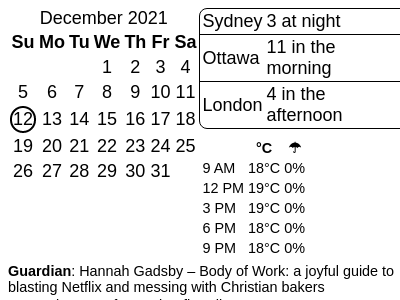 December 2021
Su Mo Tu We Th Fr Sa
1 2 3 4
5 6 7 8 9 10 11
12 13 14 15 16 17 18
19 20 21 22 23 24 25
26 27 28 29 30 31
Sydney 3 at night
Ottawa 11 in the
morning
London 4 in the
afternoon
°C ☂
9 AM 18°C 0%
12 PM 19°C 0%
3 PM 19°C 0%
6 PM 18°C 0%
9 PM 18°C 0%
Guardian: Hannah Gadsby – Body of Work: a joyful guide to
blasting Netflix and messing with Christian bakers